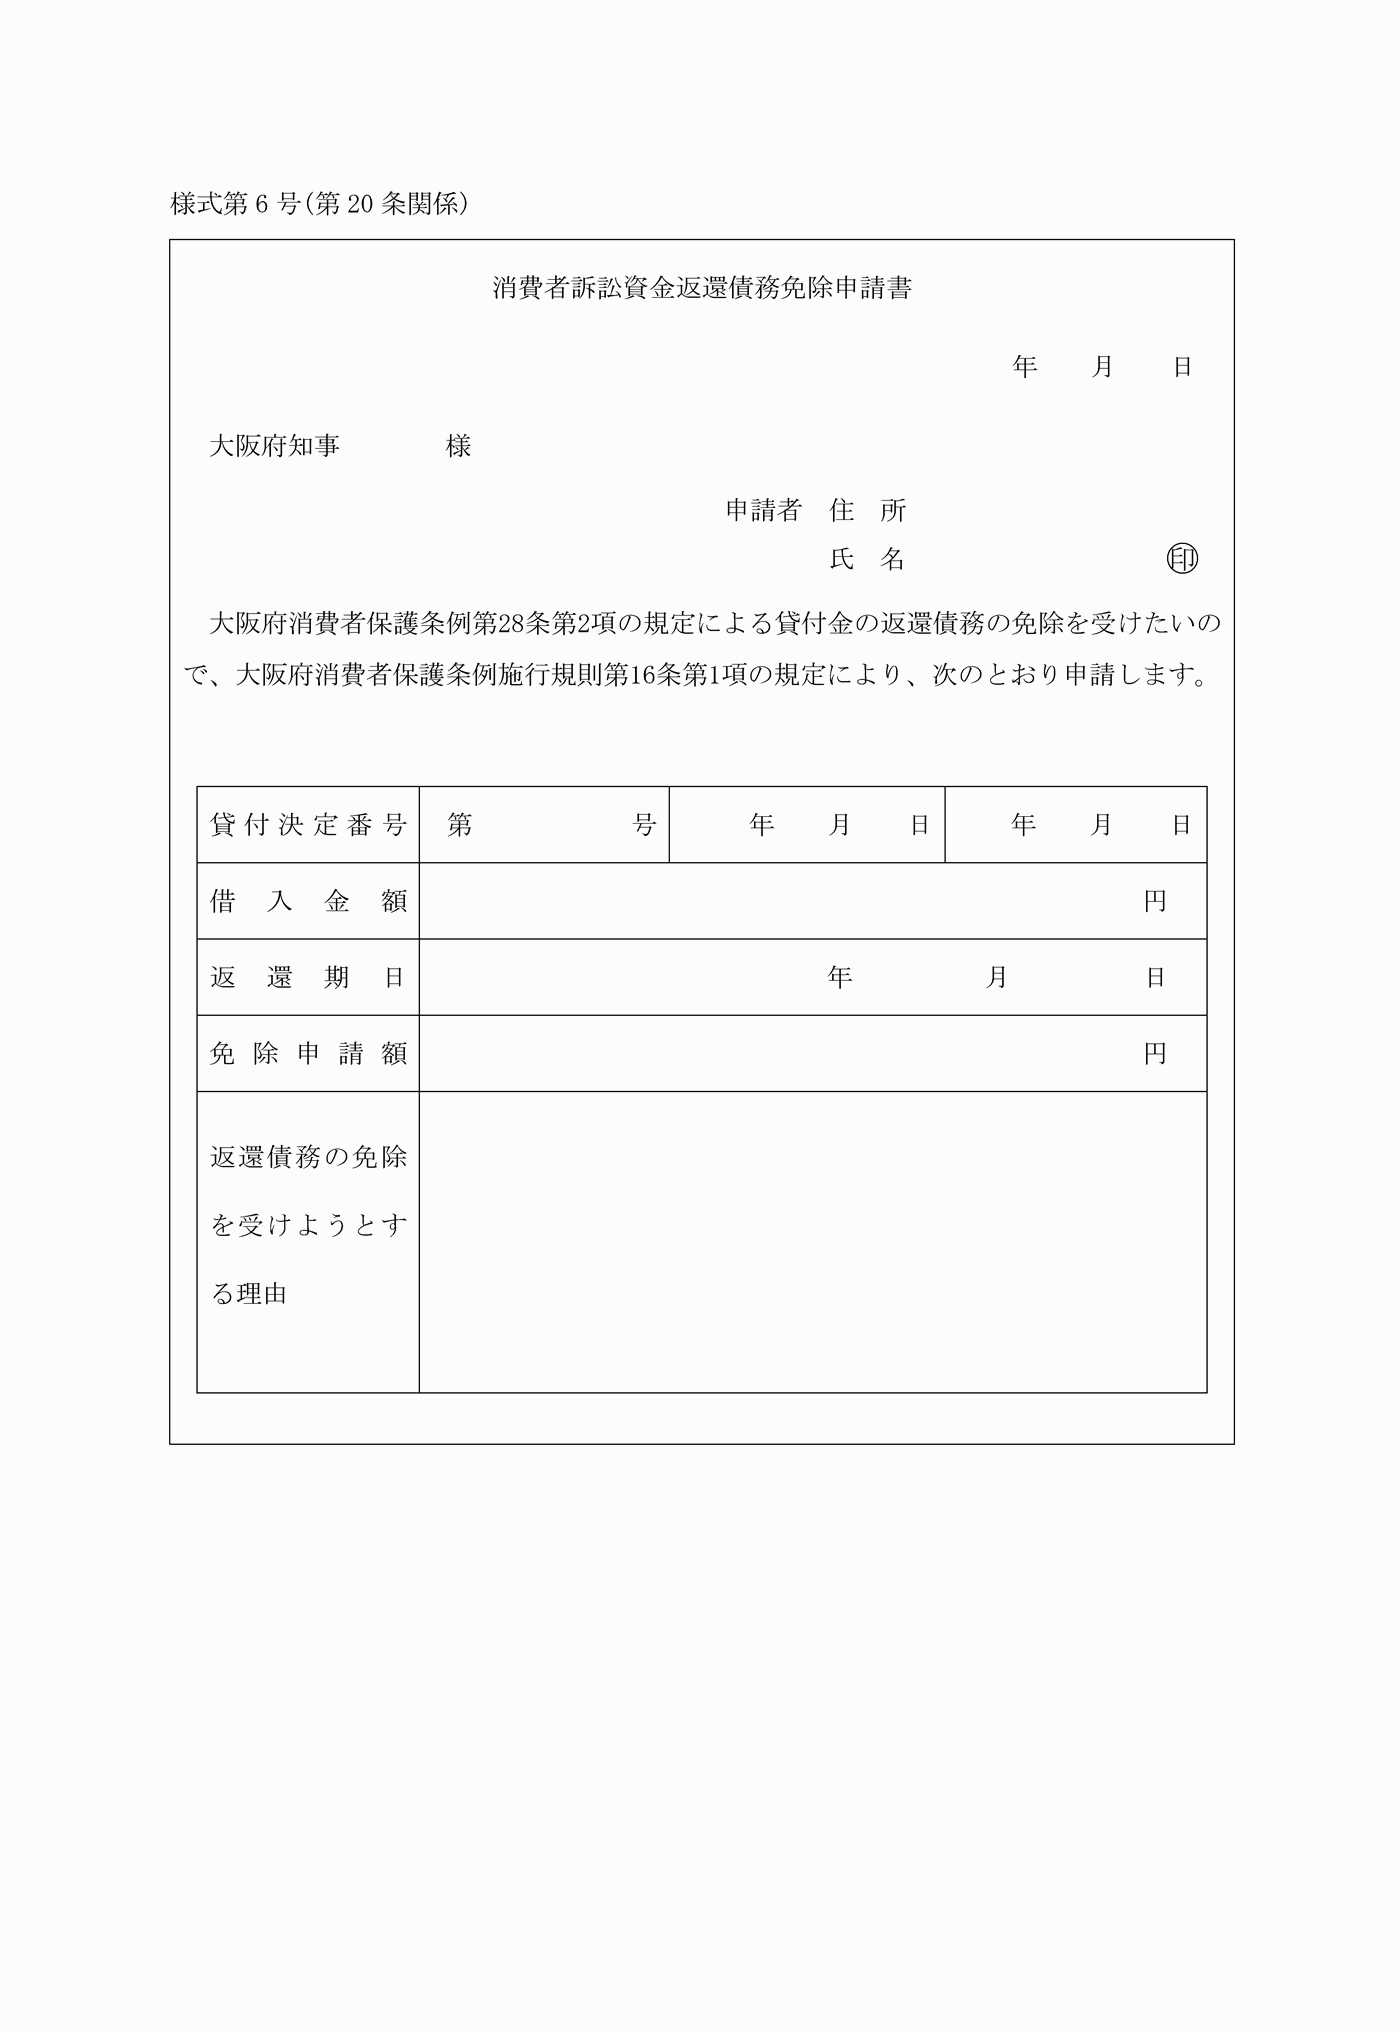 様式第 6 号(第 20 条関係)
消費者訴訟資金返還債務免除申請書
年　　月　　日
大阪府知事　　　　様
申請者　住　所
氏　名　　　　　　　　　　㊞
大阪府消費者保護条例第28条第2項の規定による貸付金の返還債務の免除を受けたいの
で、大阪府消費者保護条例施行規則第16条第1項の規定により、次のとおり申請します。
貸付決定番号　第　　　　　　号　　　年　　月　　日　　　年　　月　　日
借入金額　　　　　　　　　　円
返還期日　　　　　年　　　　　月　　　　　日
免除申請額　　　　　　　　　　円
返還債務の免除
を受けようとす
る理由